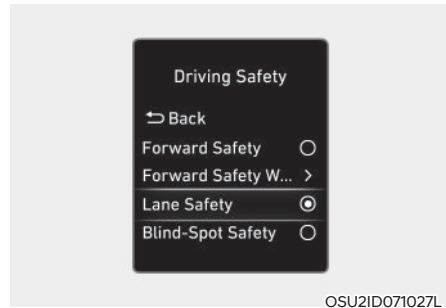 Driving Safety
Back
Forward Safety
Forward Safety W... >
Lane Safety
Blind-Spot Safety
OSU2ID071027L